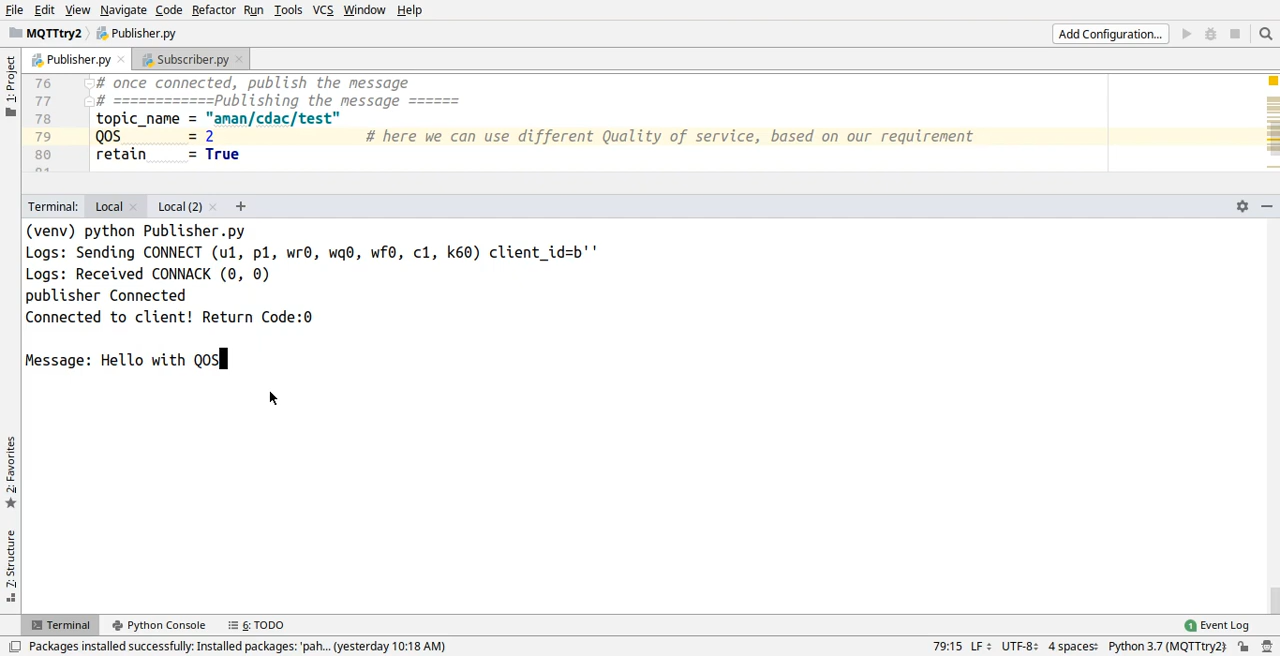 File Edit View Navigate Code Refactor Run Tools VCS Window Help
MQTTtry2 Publisher.py Add Configuration...
1: Project
Publisher.py Subscriber.py
76 # once connected, publish the message
77 # ============Publishing the message ======
78 topic_name = "aman/cdac/test"
79 QOS = 2 # here we can use different Quality of service, based on our requirement
80 retain = True
81
Terminal: Local Local (2) +
(venv) python Publisher.py
Logs: Sending CONNECT (u1, p1, wr0, wq0, wf0, c1, k60) client_id=b''
Logs: Received CONNACK (0, 0)
publisher Connected
Connected to client! Return Code:0
Message: Hello with QOS
2: Favorites
7: Structure
Terminal Python Console 6: TODO 1 Event Log
Packages installed successfully: Installed packages: 'pah... (yesterday 10:18 AM) 79:15 LF UTF-8 4 spaces Python 3.7 (MQTTtry2)